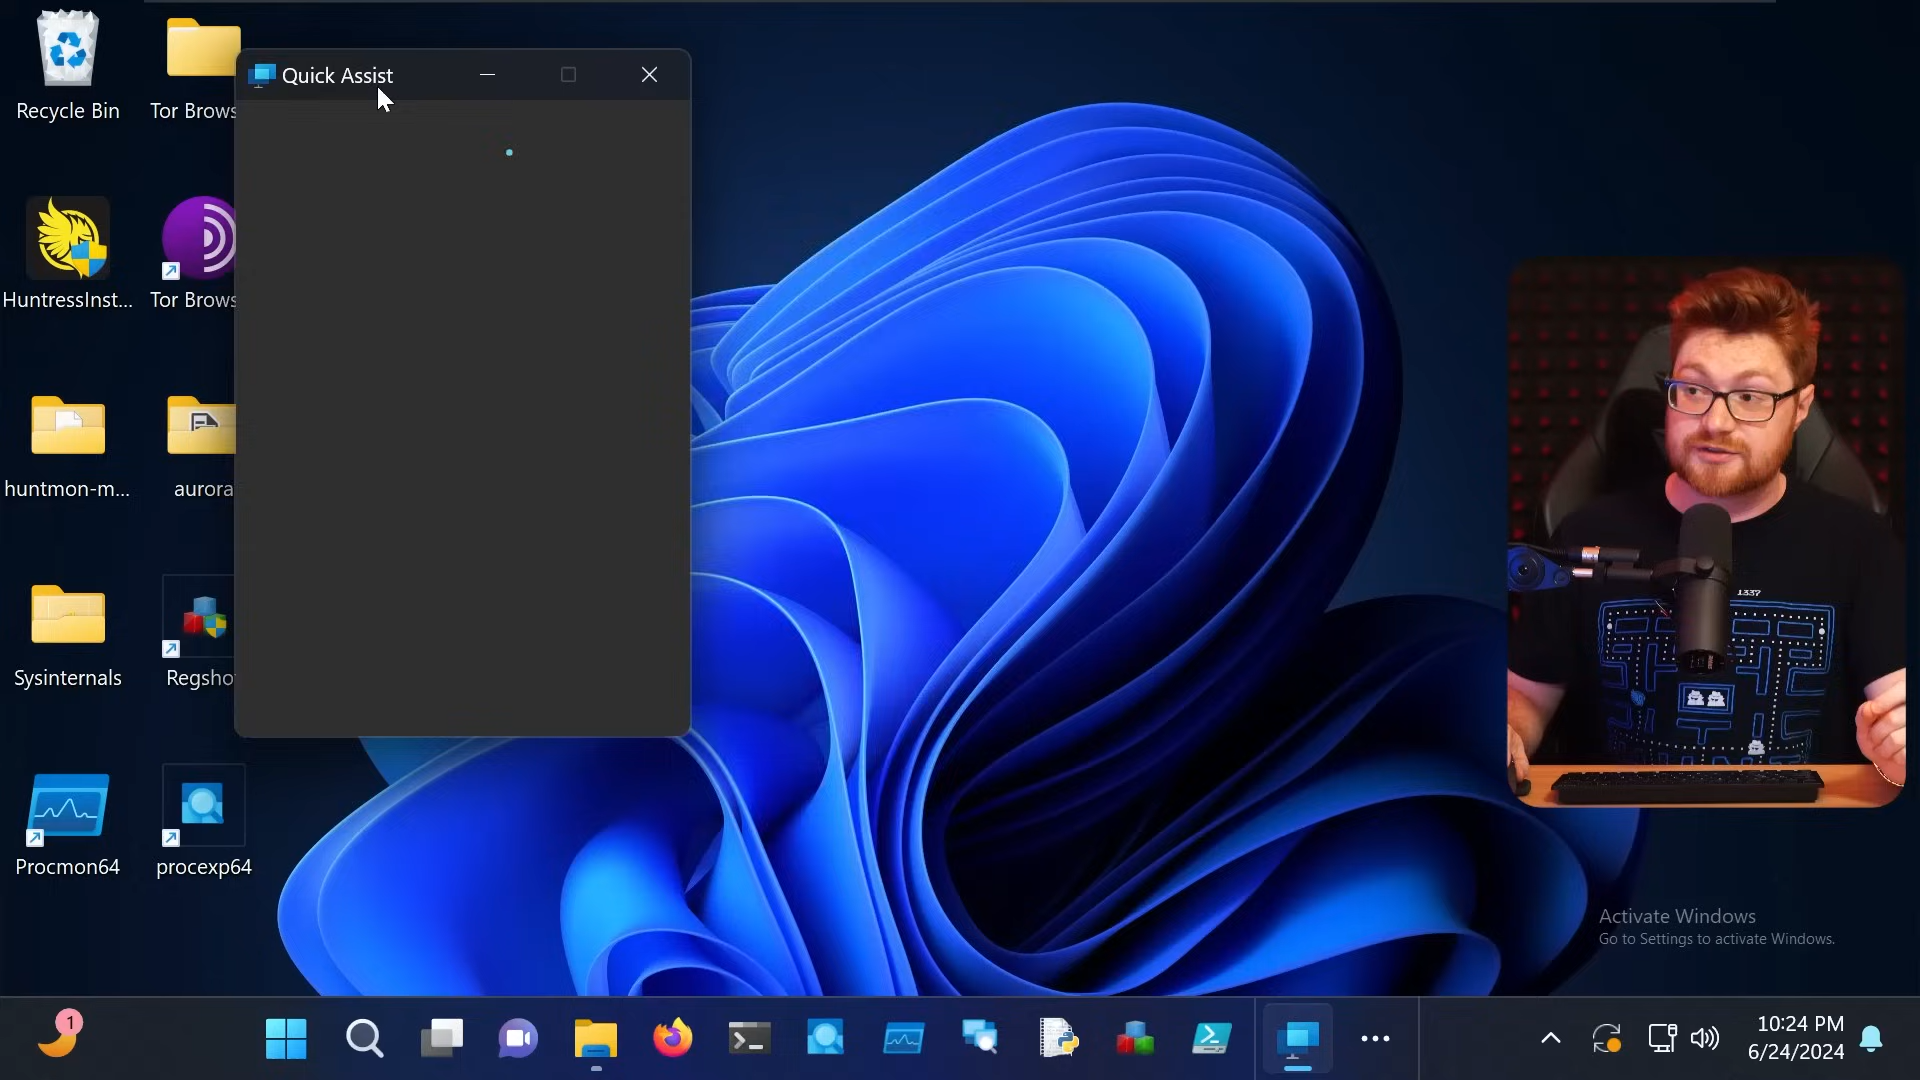 Recycle Bin
Tor Brows
Quick Assist
HuntressInst...
Tor Brows
huntmon-m...
aurora
Sysinternals
Regsho
Procmon64
procexp64
1337
Activate Windows
Go to Settings to activate Windows.
1
10:24 PM
6/24/2024